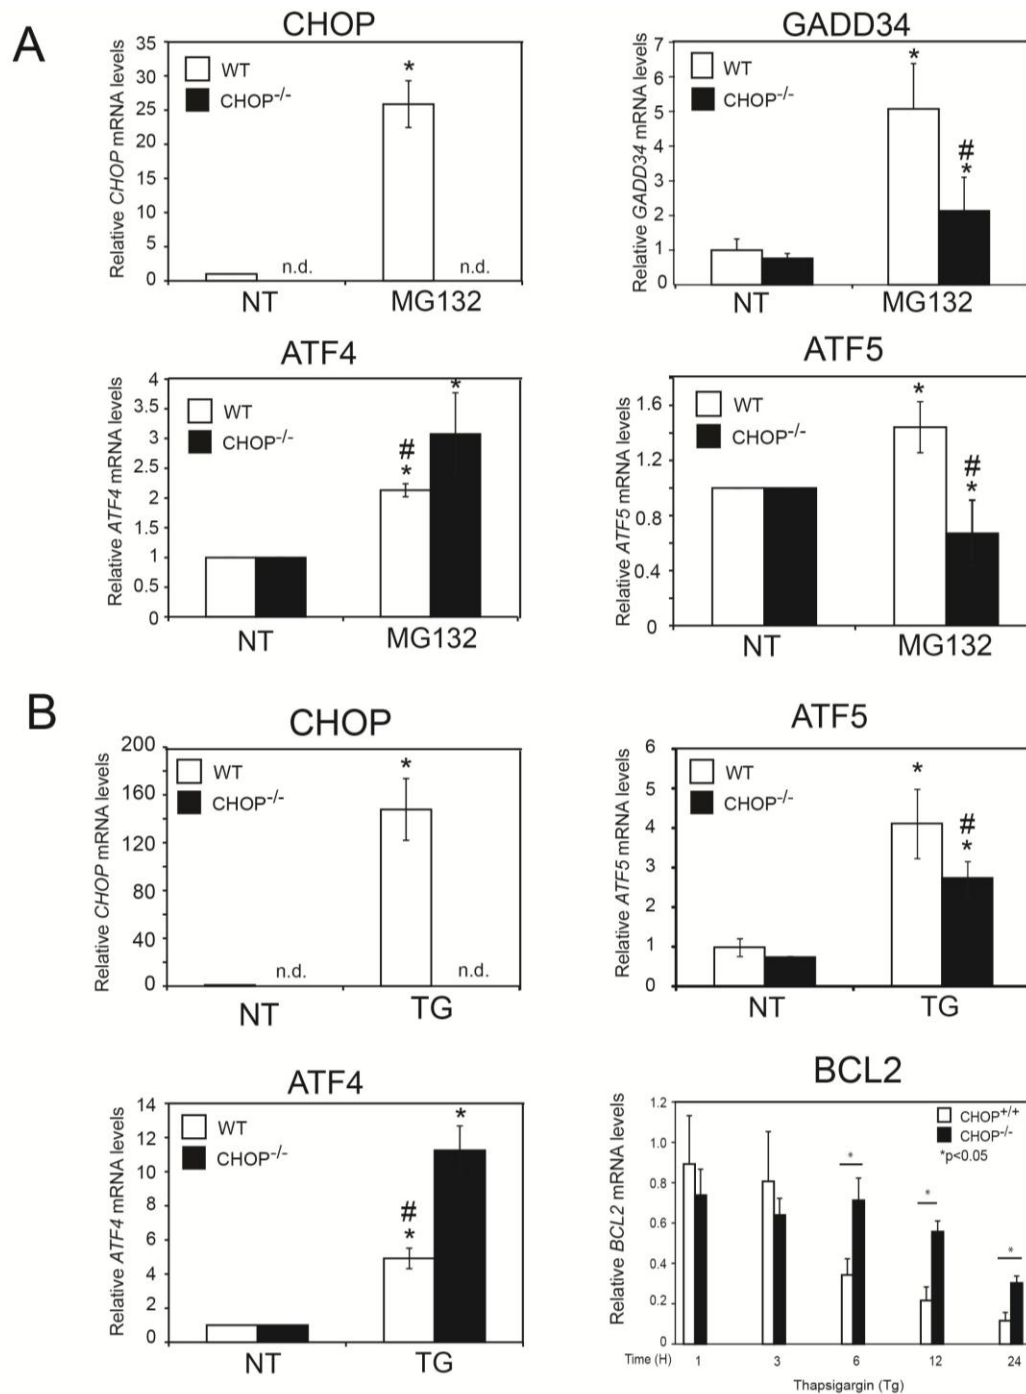 A
CHOP
Relative CHOP mRNA levels
35
30
25
20
15
10
5
0
WT
CHOP-/-
*
n.d.
n.d.
NT
MG132
GADD34
Relative GADD34 mRNA levels
7
6
5
4
3
2
1
0
WT
CHOP-/-
*
#
*
NT
MG132
ATF4
Relative ATF4 mRNA levels
4
3.5
3
2.5
2
1.5
1
0.5
0
WT
CHOP-/-
#
*
*
NT
MG132
ATF5
Relative ATF5 mRNA levels
1.6
1.2
0.8
0.4
0
WT
CHOP-/-
*
#
*
NT
MG132
B
CHOP
Relative CHOP mRNA levels
200
160
120
80
40
0
WT
CHOP-/-
*
n.d.
n.d.
NT
TG
ATF5
Relative ATF5 mRNA levels
6
5
4
3
2
1
0
WT
CHOP-/-
*
#
*
NT
TG
ATF4
Relative ATF4 mRNA levels
14
12
10
8
6
4
2
0
WT
CHOP-/-
#
*
*
NT
TG
BCL2
Relative BCL2 mRNA levels
1.2
1.0
0.8
0.6
0.4
0.2
0
CHOP+/+
CHOP-/-
*p<0.05
*
*
*
Time (H) 1 3 6 12 24
Thapsigargin (Tg)